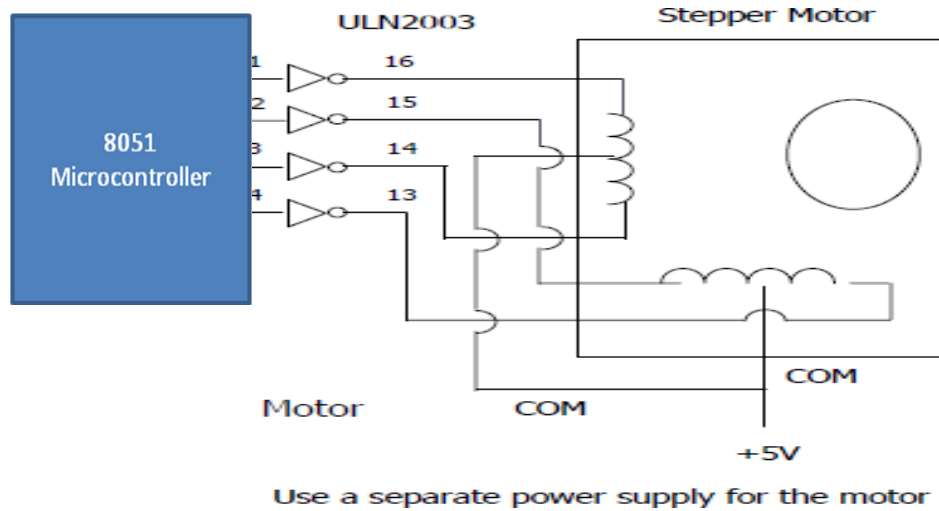 ULN2003
Stepper Motor
8051
Microcontroller
1
16
2
15
3
14
4
13
COM
Motor
COM
+5V
Use a separate power supply for the motor